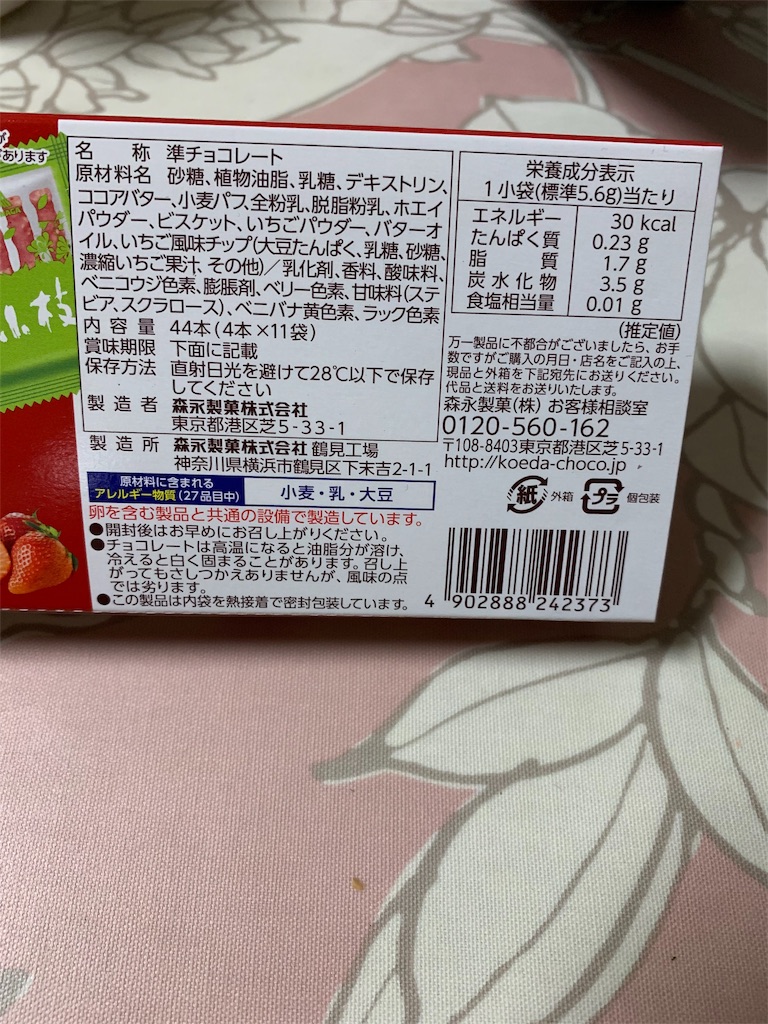 が
あります
小枝
名称 準チョコレート
原材料名 砂糖、植物油脂、乳糖、デキストリン、
ココアバター、小麦パフ、全粉乳、脱脂粉乳、ホエイ
パウダー、ビスケット、いちごパウダー、バターオ
イル、いちご風味チップ(大豆たんぱく、乳糖、砂糖、
濃縮いちご果汁、その他)/乳化剤、香料、酸味料、
ベニコウジ色素、膨脹剤、ベリー色素、甘味料(ステ
ビア、スクラロース)、ベニバナ黄色素、ラック色素
内容量 44本(4本×11袋)
賞味期限 下面に記載
保存方法 直射日光を避けて28℃以下で保存
してください
製造者 森永製菓株式会社
東京都港区芝5-33-1
製造所 森永製菓株式会社 鶴見工場
神奈川県横浜市鶴見区下末吉2-1-1
原材料に含まれる
アレルギー物質(27品目中)
小麦・乳・大豆
卵を含む製品と共通の設備で製造しています。
●開封後はお早めにお召し上がりください。
●チョコレートは高温になると油脂分が溶け、
冷えると白く固まることがあります。召し上
がってもさしつかえありませんが、風味の点
では劣ります。
●この製品は内袋を熱接着で密封包装しています。
栄養成分表示
1小袋(標準5.6g)当たり
エネルギー 30 kcal
たんぱく質 0.23 g
脂質 1.7 g
炭水化物 3.5 g
食塩相当量 0.01 g
(推定値)
万一製品に不都合がございましたら、お手
数ですがご購入の月日・店名をご記入の上、
現品と外箱を下記宛先にお送りください。
代品と送料をお送りいたします。
森永製菓(株) お客様相談室
0120-560-162
〒108-8403東京都港区芝5-33-1
http://koeda-choco.jp
紙 外箱 プラ 個包装
4 902888 242373